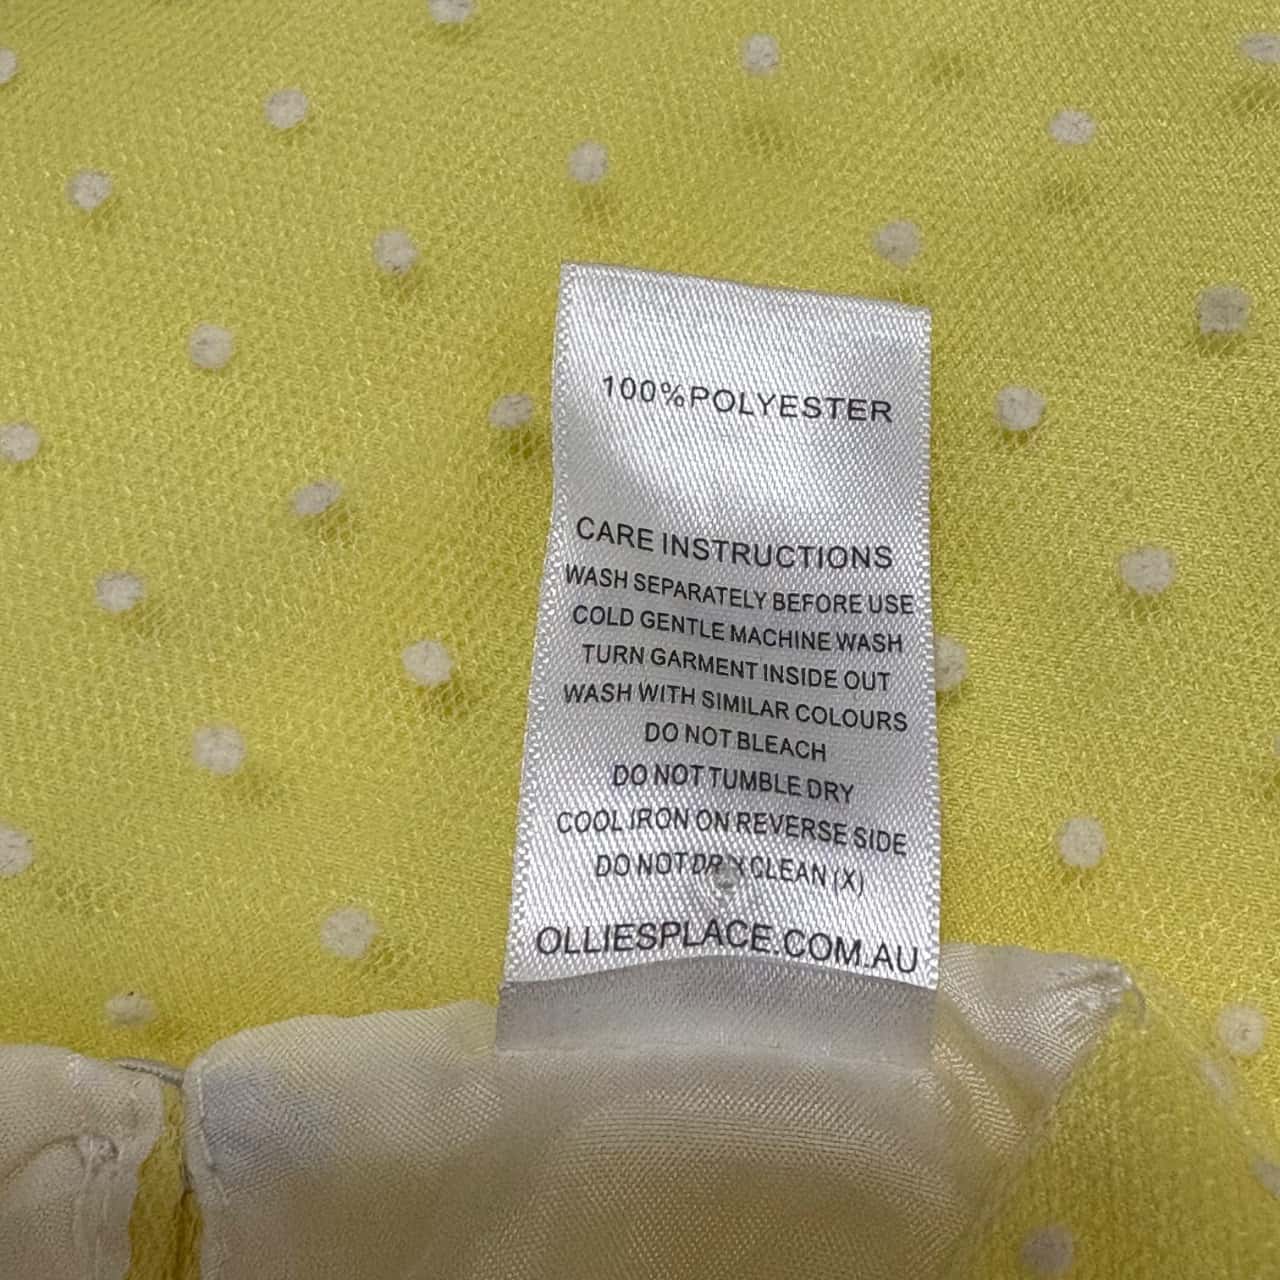 100%POLYESTER
CARE INSTRUCTIONS
WASH SEPARATELY BEFORE USE
COLD GENTLE MACHINE WASH
TURN GARMENT INSIDE OUT
WASH WITH SIMILAR COLOURS
DO NOT BLEACH
DO NOT TUMBLE DRY
COOL IRON ON REVERSE SIDE
DO NOT DRY CLEAN (X)
OLLIESPLACE.COM.AU